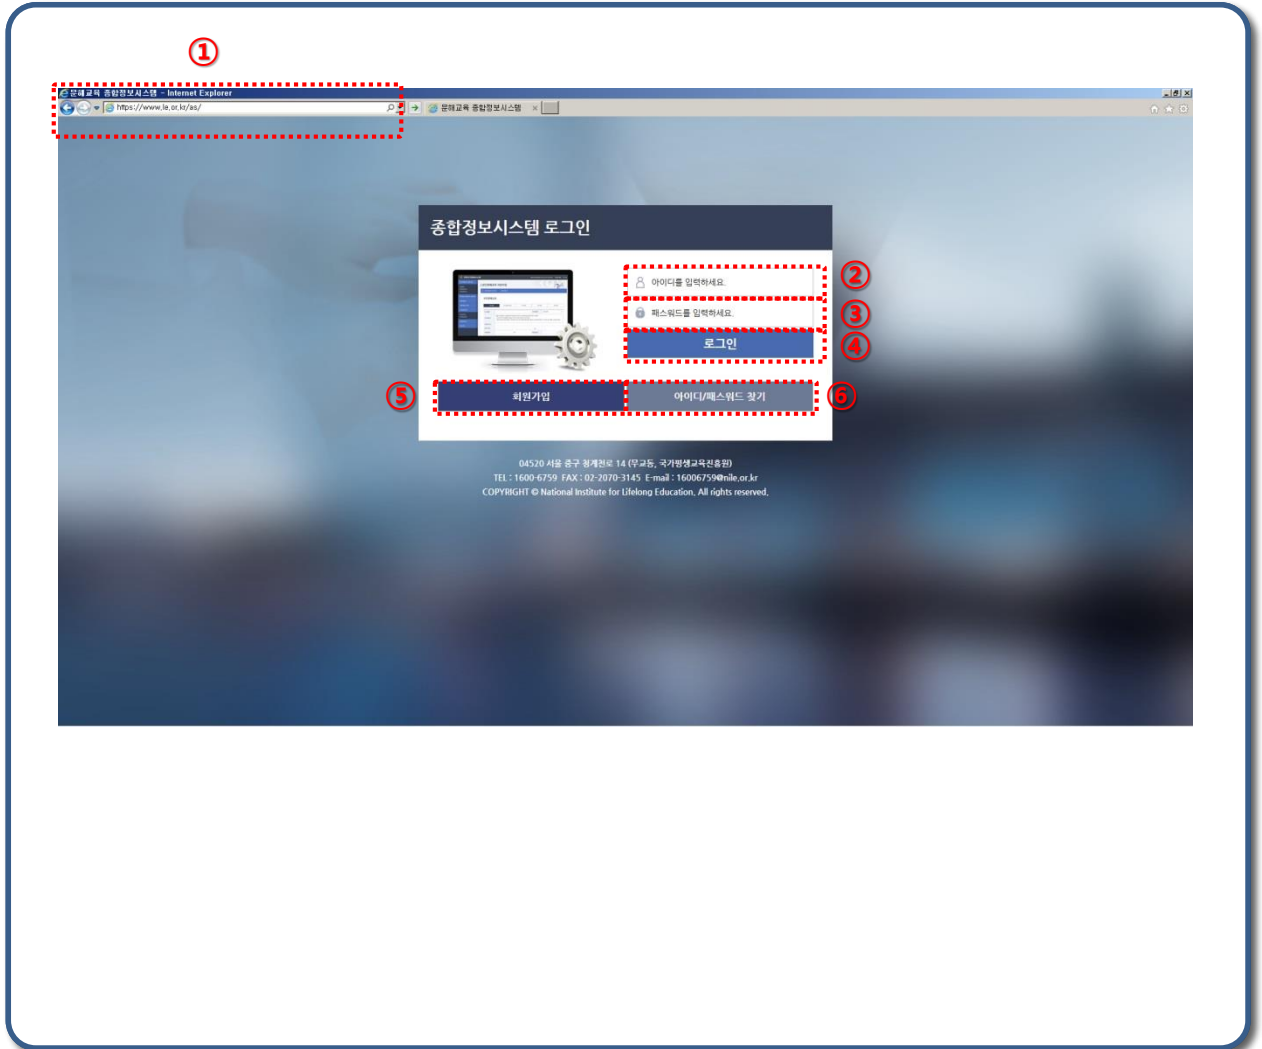 ①
문해교육 종합정보시스템 - Internet Explorer
https://www.le.or.kr/as/
문해교육 종합정보시스템
종합정보시스템 로그인
아이디를 입력하세요.
②
패스워드를 입력하세요.
③
로그인
④
⑤
회원가입
아이디/패스워드 찾기
⑥
04520 서울 중구 청계천로 14 (무교동, 국가평생교육진흥원)
TEL : 1600-6759 FAX : 02-2070-3145 E-mail : 16006759@nile.or.kr
COPYRIGHT © National Institute for Lifelong Education. All rights reserved.